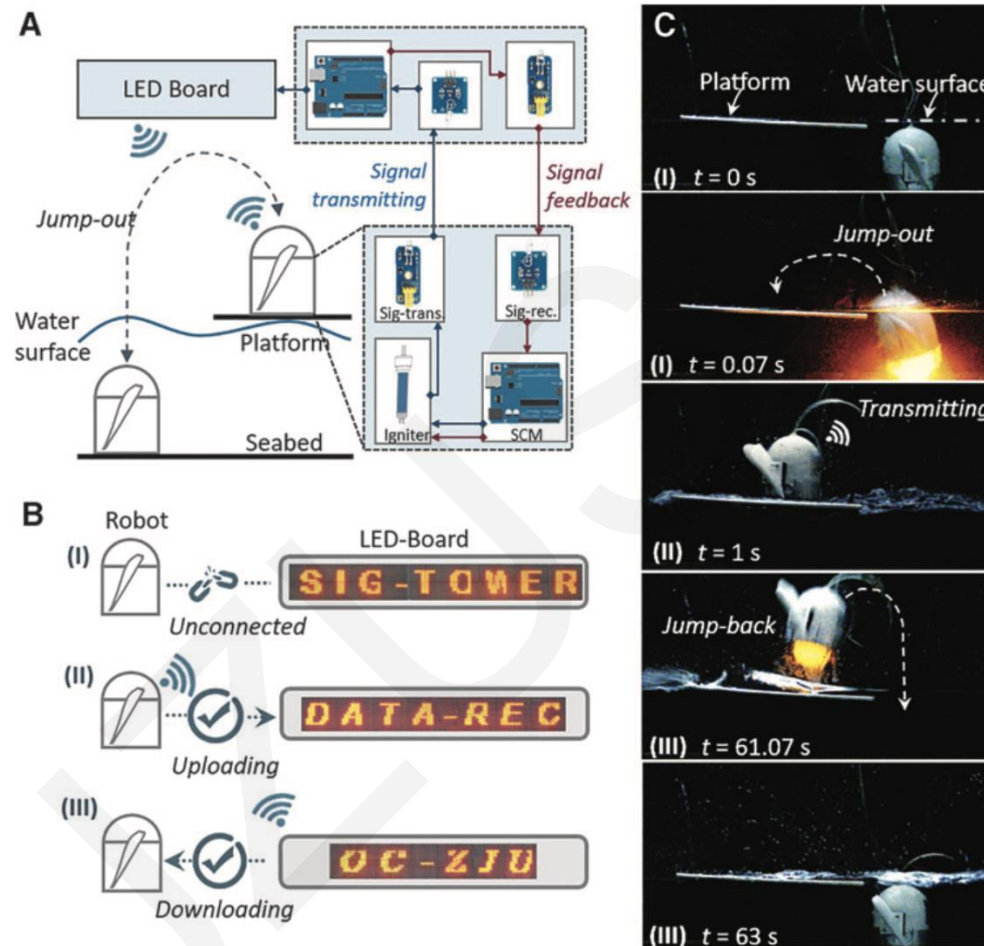 A
LED Board
Signal
transmitting
Signal
feedback
Jump-out
Sig-trans.
Sig-rec.
Water
surface
Platform
Igniter
SCM
Seabed
B
Robot
LED-Board
(I)
SIG-TOWER
Unconnected
(II)
DATA-REC
Uploading
(III)
OC-ZJU
Downloading
C
Platform
Water surface
(I) t = 0 s
Jump-out
(I) t = 0.07 s
Transmitting
(II) t = 1 s
Jump-back
(III) t = 61.07 s
(III) t = 63 s